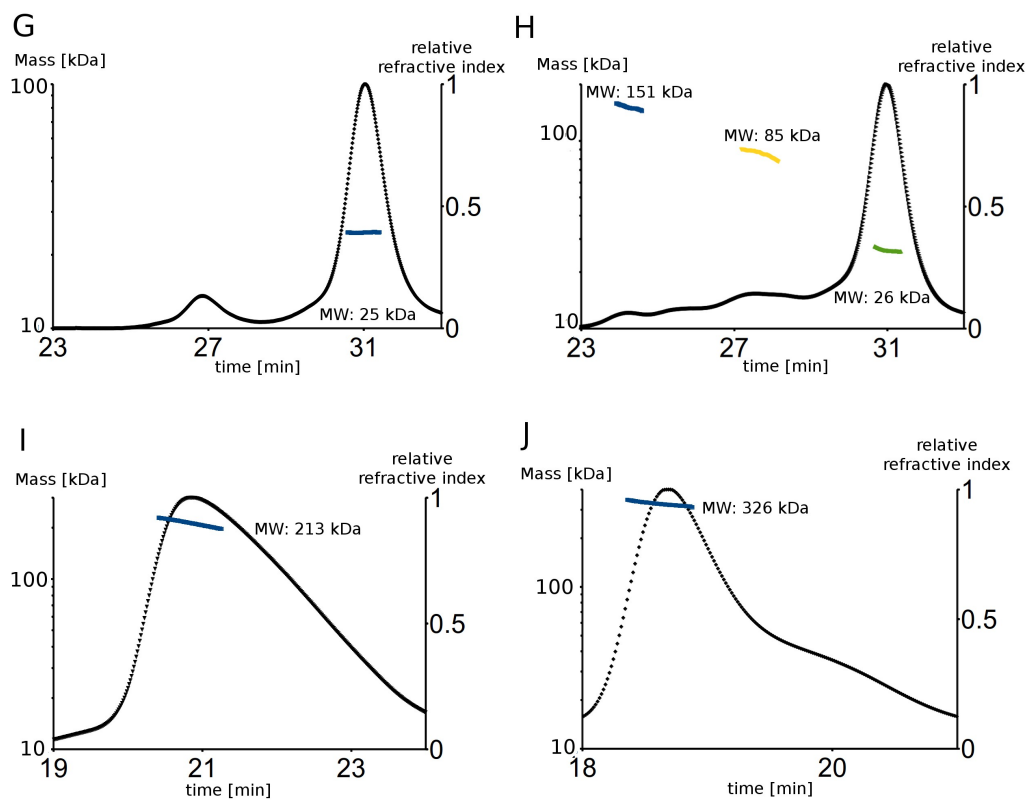 G
Mass [kDa]
relative
refractive index
100
1
0.5
MW: 25 kDa
10
0
23
27
31
time [min]
H
Mass [kDa]
relative
refractive index
1
MW: 151 kDa
100
MW: 85 kDa
0.5
MW: 26 kDa
10
0
23
27
31
time [min]
I
Mass [kDa]
relative
refractive index
1
MW: 213 kDa
100
0.5
10
0
19
21
23
time [min]
J
Mass [kDa]
relative
refractive index
1
MW: 326 kDa
100
0.5
10
0
18
20
time [min]